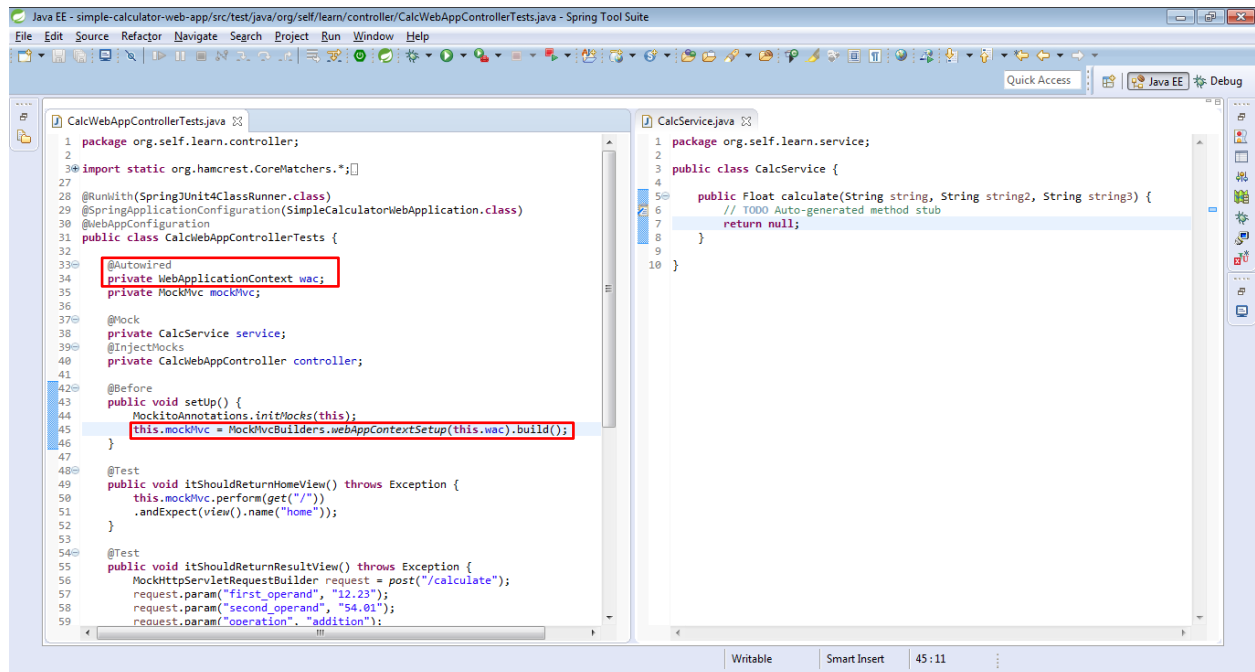 Java EE - simple-calculator-web-app/src/test/java/org/self/learn/controller/CalcWebAppControllerTests.java - Spring Tool Suite
File Edit Source Refactor Navigate Search Project Run Window Help
Quick Access Java EE Debug
CalcWebAppControllerTests.java
1 package org.self.learn.controller;
2
3 import static org.hamcrest.CoreMatchers.*;
27
28 @RunWith(SpringJUnit4ClassRunner.class)
29 @SpringApplicationConfiguration(SimpleCalculatorWebApplication.class)
30 @WebAppConfiguration
31 public class CalcWebAppControllerTests {
32
33 @Autowired
34 private WebApplicationContext wac;
35 private MockMvc mockMvc;
36
37 @Mock
38 private CalcService service;
39 @InjectMocks
40 private CalcWebAppController controller;
41
42 @Before
43 public void setUp() {
44 MockitoAnnotations.initMocks(this);
45 this.mockMvc = MockMvcBuilders.webAppContextSetup(this.wac).build();
46 }
47
48 @Test
49 public void itShouldReturnHomeView() throws Exception {
50 this.mockMvc.perform(get("/"))
51 .andExpect(view().name("home"));
52 }
53
54 @Test
55 public void itShouldReturnResultView() throws Exception {
56 MockHttpServletRequestBuilder request = post("/calculate");
57 request.param("first_operand", "12.23");
58 request.param("second_operand", "54.01");
59 request.param("operation", "addition");
CalcService.java
1 package org.self.learn.service;
2
3 public class CalcService {
4
5 public Float calculate(String string, String string2, String string3) {
6 // TODO Auto-generated method stub
7 return null;
8 }
9
10 }
Writable Smart Insert 45 : 11